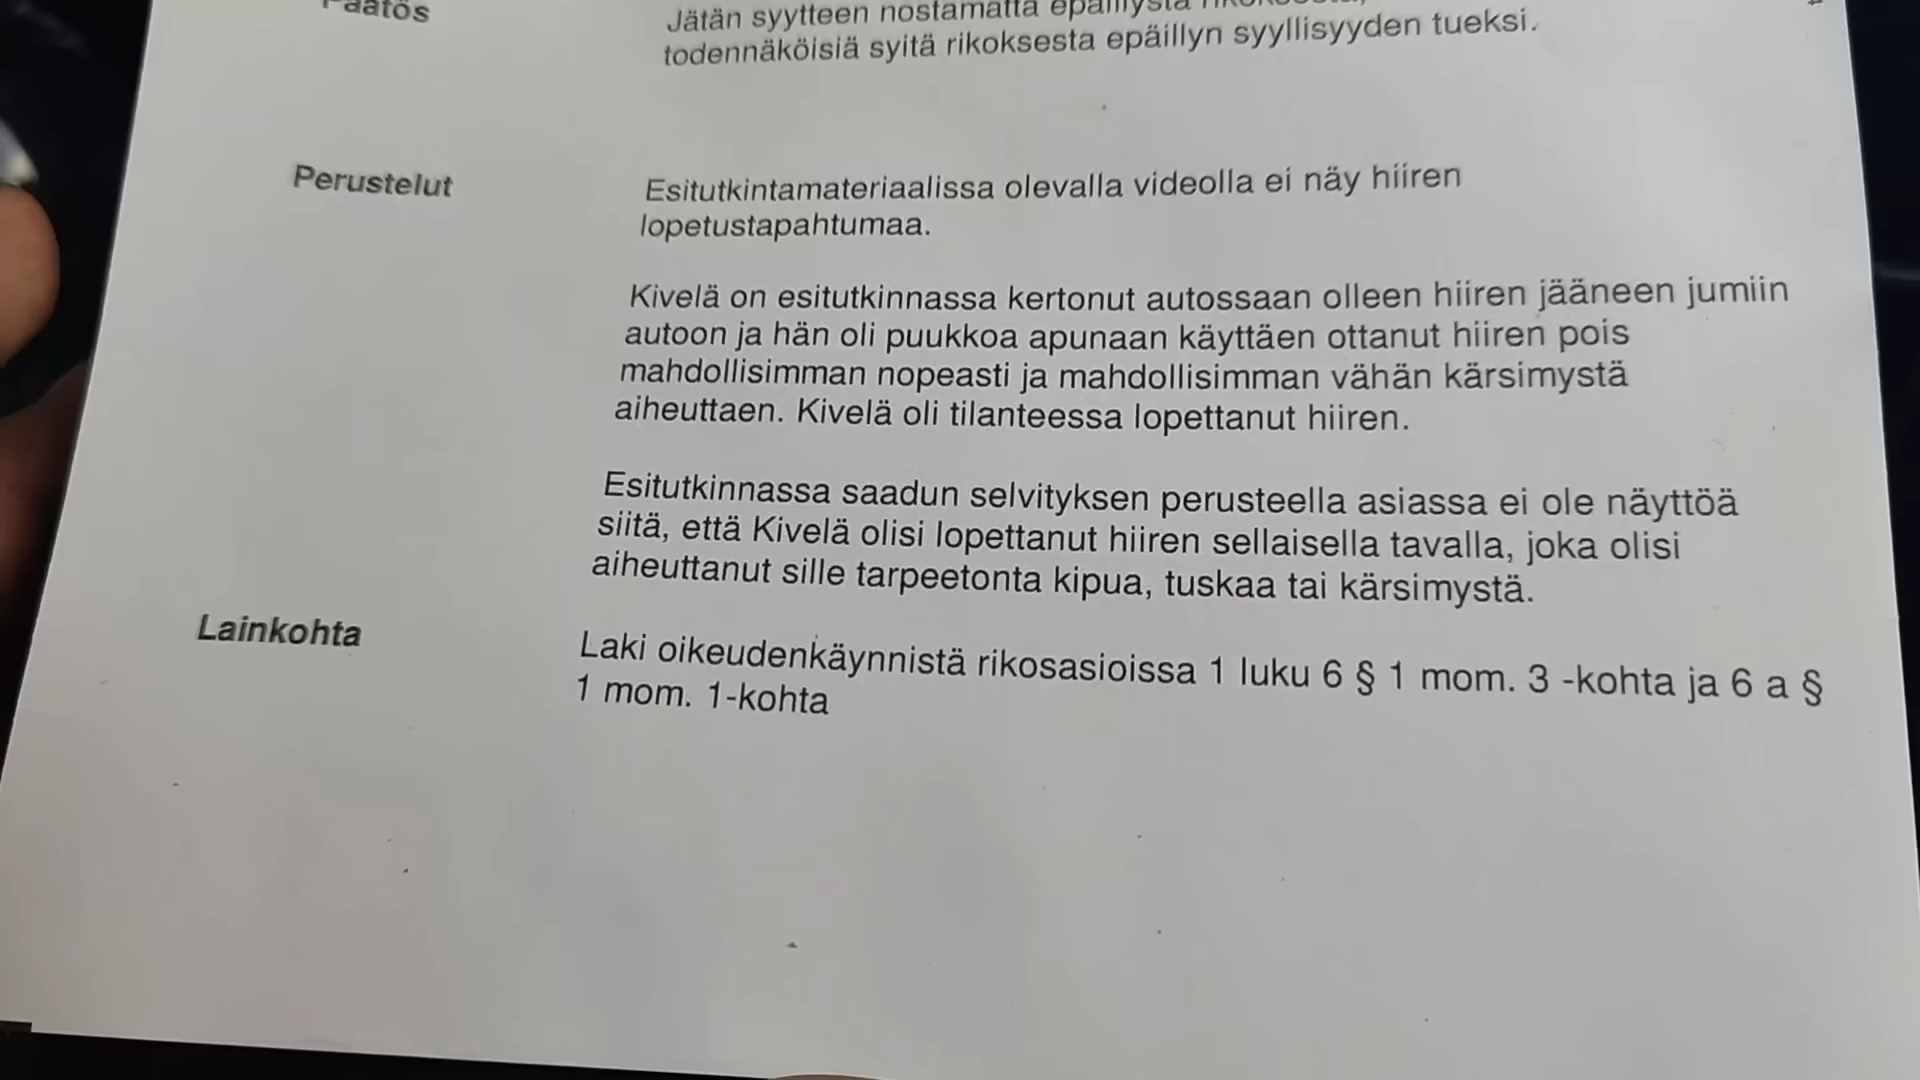 Päätös
Jätän syytteen nostamatta epäillystä
todennäköisiä syitä rikoksesta epäillyn syyllisyyden tueksi.
Perustelut
Esitutkintamateriaalissa olevalla videolla ei näy hiiren
lopetustapahtumaa.
Kivelä on esitutkinnassa kertonut autossaan olleen hiiren jääneen jumiin
autoon ja hän oli puukkoa apunaan käyttäen ottanut hiiren pois
mahdollisimman nopeasti ja mahdollisimman vähän kärsimystä
aiheuttaen. Kivelä oli tilanteessa lopettanut hiiren.
Esitutkinnassa saadun selvityksen perusteella asiassa ei ole näyttöä
siitä, että Kivelä olisi lopettanut hiiren sellaisella tavalla, joka olisi
aiheuttanut sille tarpeetonta kipua, tuskaa tai kärsimystä.
Lainkohta
Laki oikeudenkäynnistä rikosasioissa 1 luku 6 § 1 mom. 3 -kohta ja 6 a §
1 mom. 1-kohta